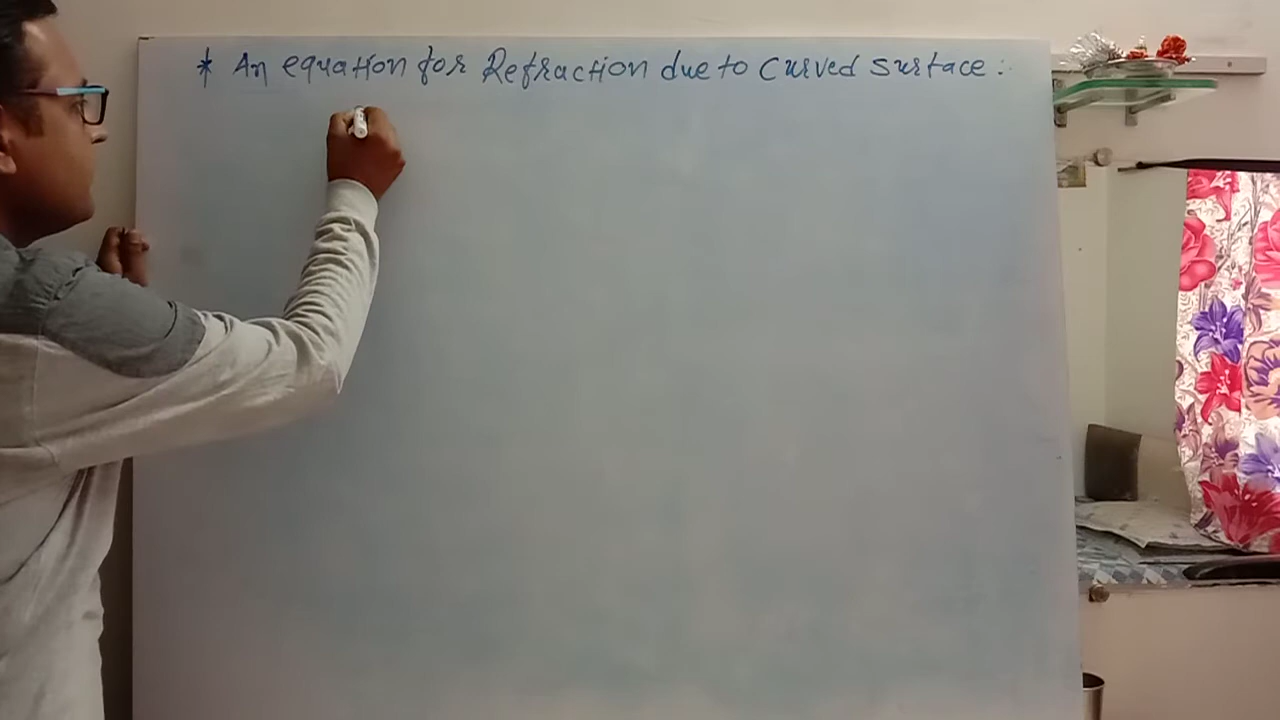 * An equation for Refraction due to curved surface :